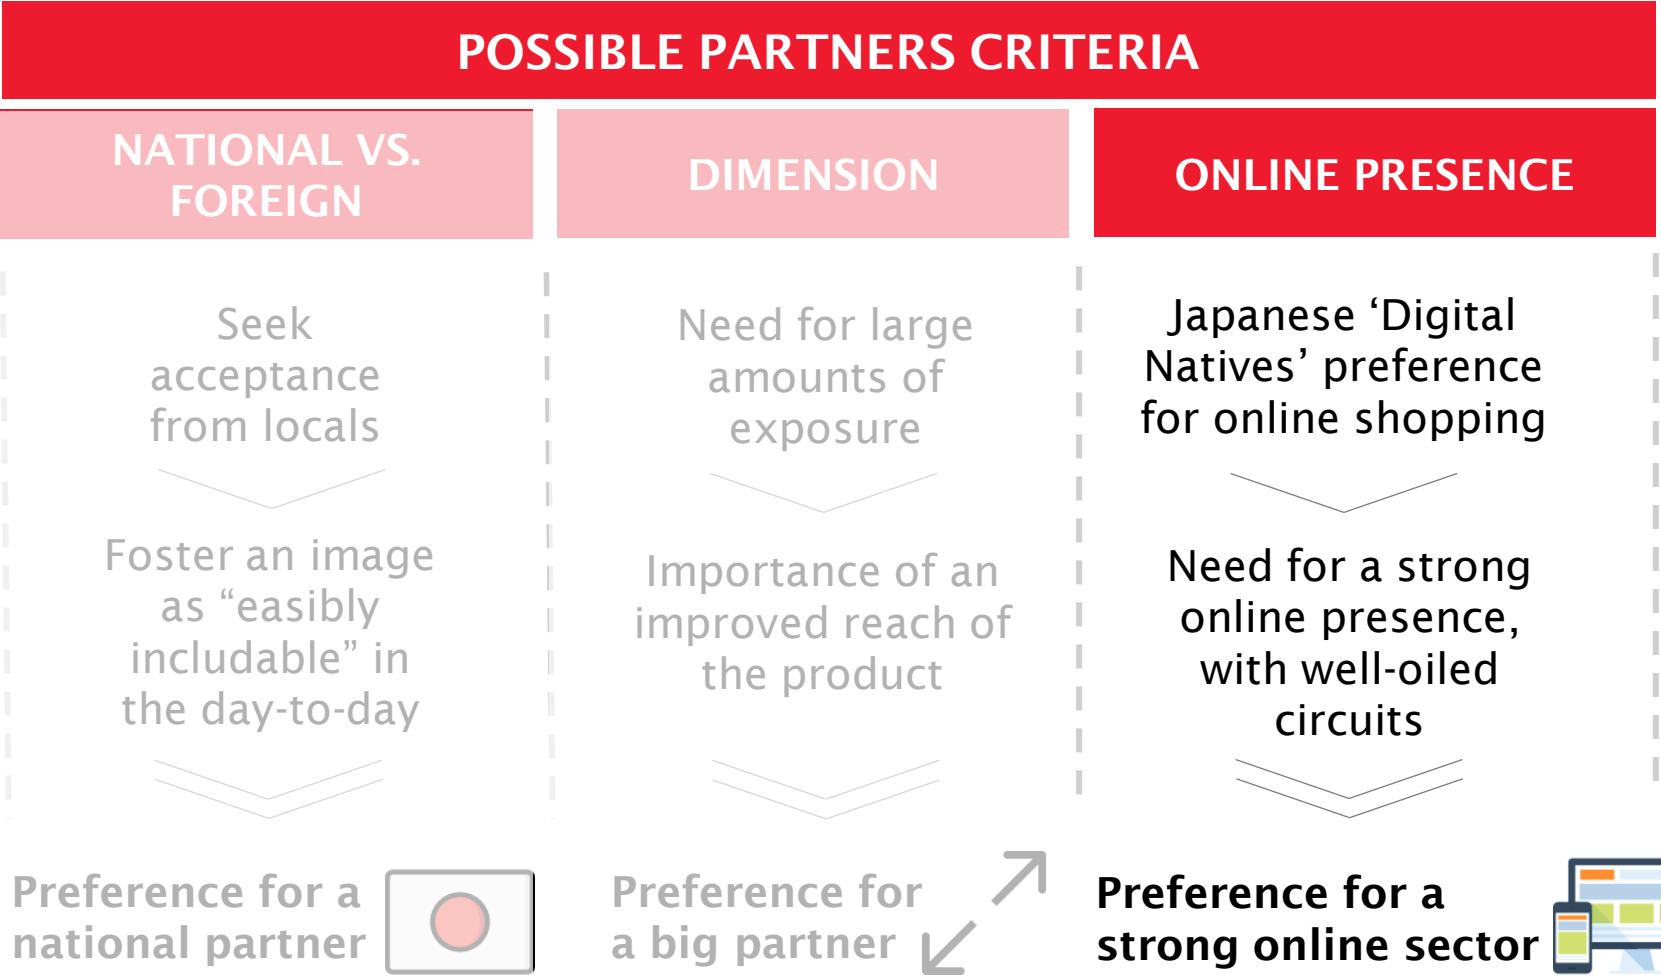 POSSIBLE PARTNERS CRITERIA
NATIONAL VS.
FOREIGN
Seek
acceptance
from locals
Foster an image
as “easibly
includable” in
the day-to-day
Preference for a
national partner
DIMENSION
Need for large
amounts of
exposure
Importance of an
improved reach of
the product
Preference for
a big partner
ONLINE PRESENCE
Japanese ‘Digital
Natives’ preference
for online shopping
Need for a strong
online presence,
with well-oiled
circuits
Preference for a
strong online sector